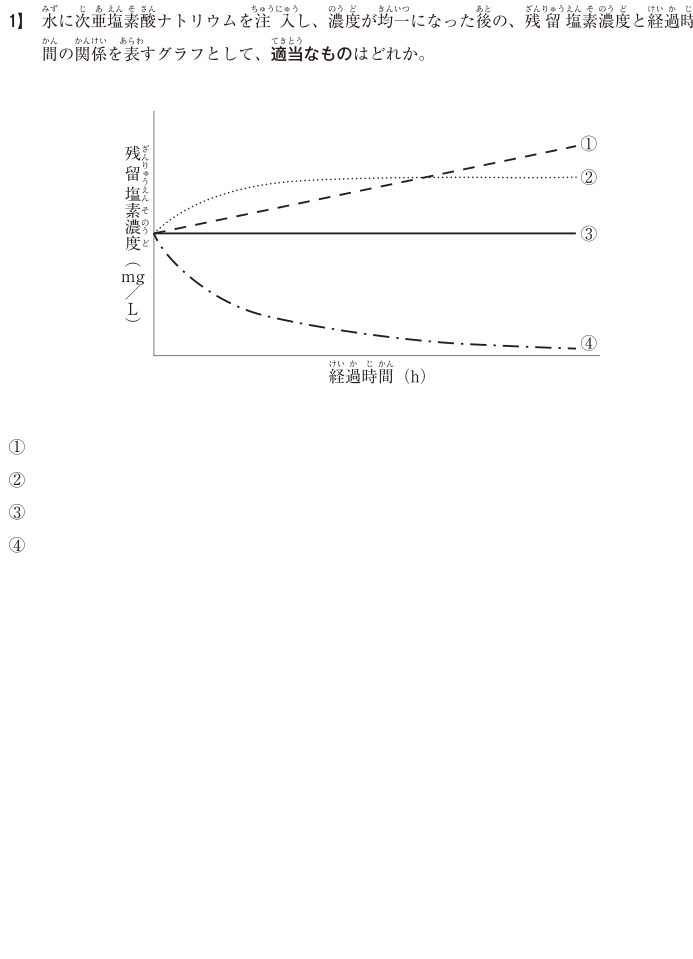 1】 水に次亜塩素酸ナトリウムを注入し、濃度が均一になった後の、残留塩素濃度と経過時
間の関係を表すグラフとして、適当なものはどれか。
残留塩素濃度（mg／L）
①
②
③
④
経過時間（h）
①
②
③
④